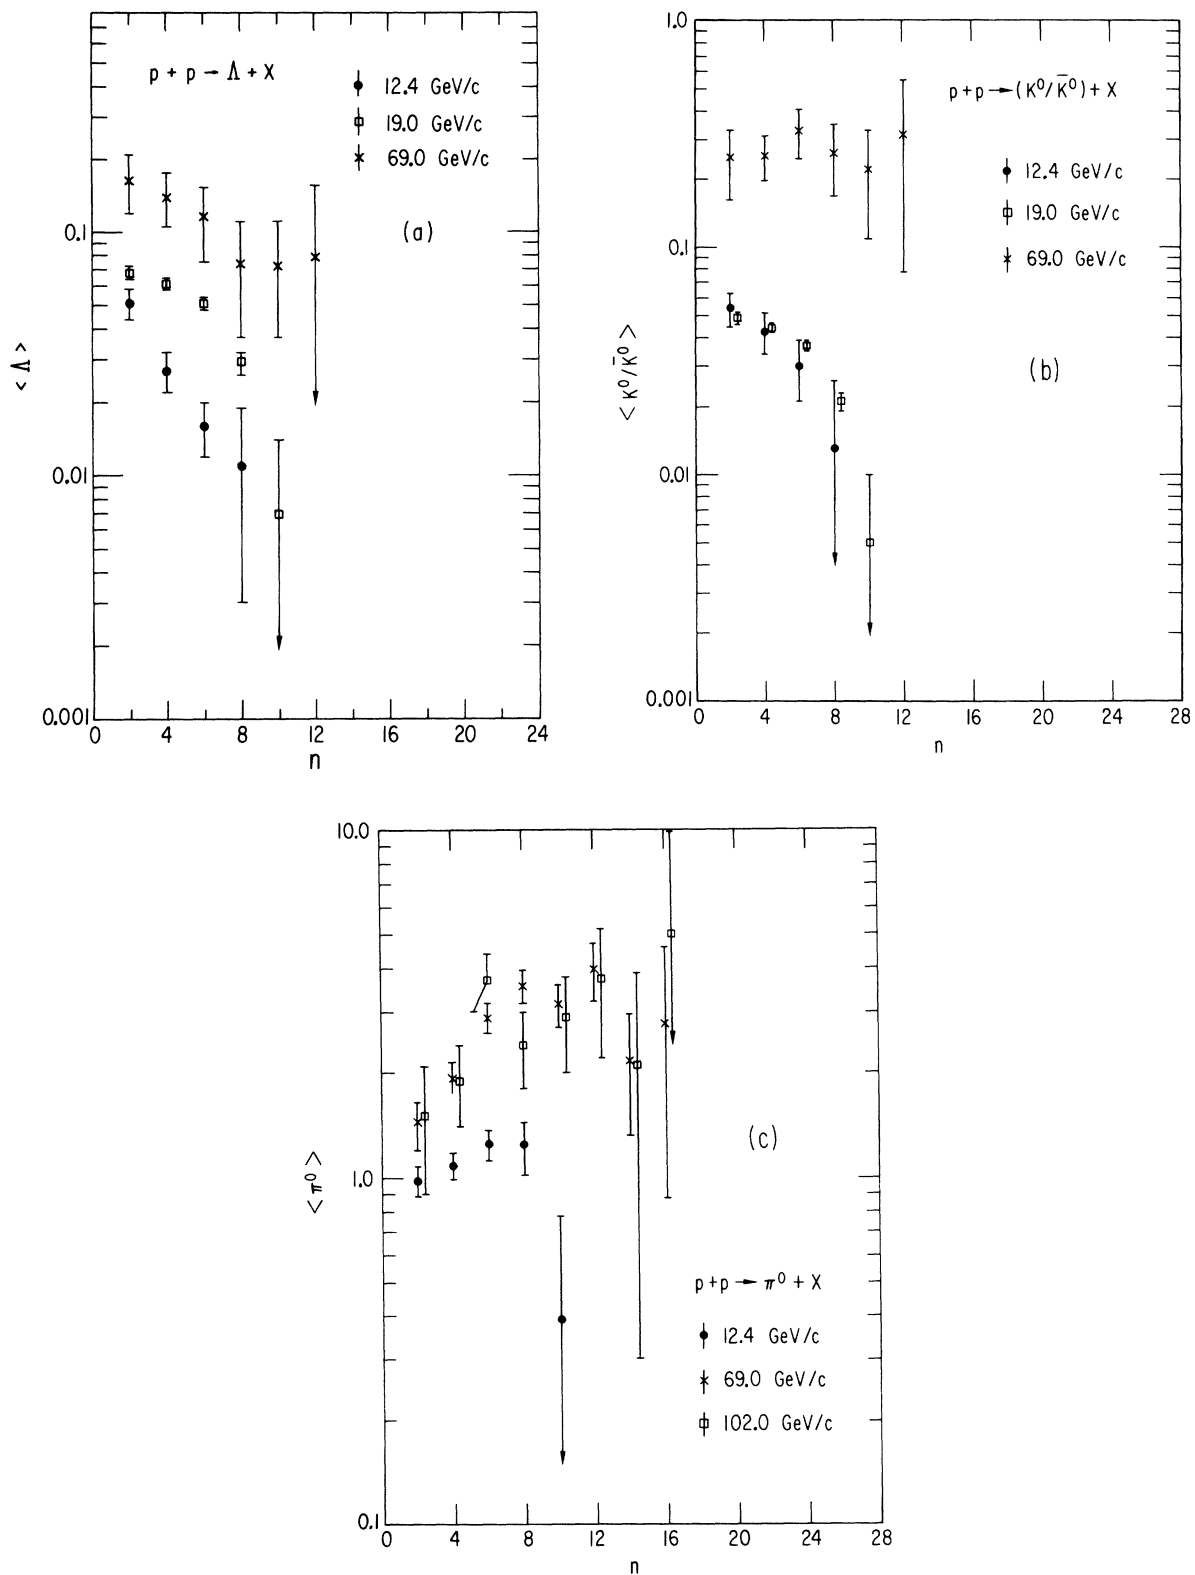 p + p → Λ + X
12.4 GeV/c
19.0 GeV/c
69.0 GeV/c
(a)
0.1
0.01
0.001
< Λ >
0 4 8 12 16 20 24
n
1.0
p+p → (K⁰/K̄⁰) + X
12.4 GeV/c
19.0 GeV/c
69.0 GeV/c
0.1
(b)
0.01
0.001
< K⁰/K̄⁰ >
0 4 8 12 16 20 24 28
n
10.0
(c)
1.0
< π⁰ >
p+p → π⁰ + X
12.4 GeV/c
69.0 GeV/c
102.0 GeV/c
0.1
0 4 8 12 16 20 24 28
n